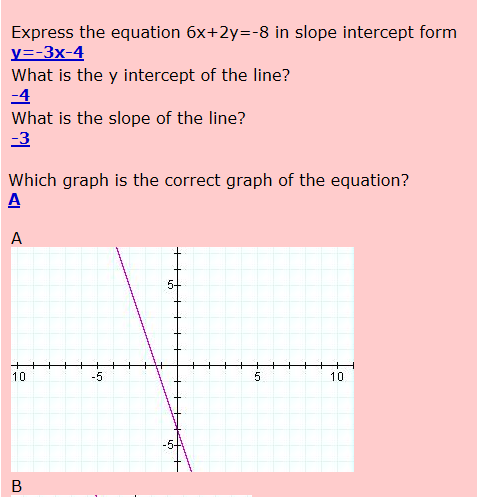 Express the equation 6x+2y=-8 in slope intercept form
y=-3x-4
What is the y intercept of the line?
-4
What is the slope of the line?
-3
Which graph is the correct graph of the equation?
A
A
5
10 -5 5 10
-5
B